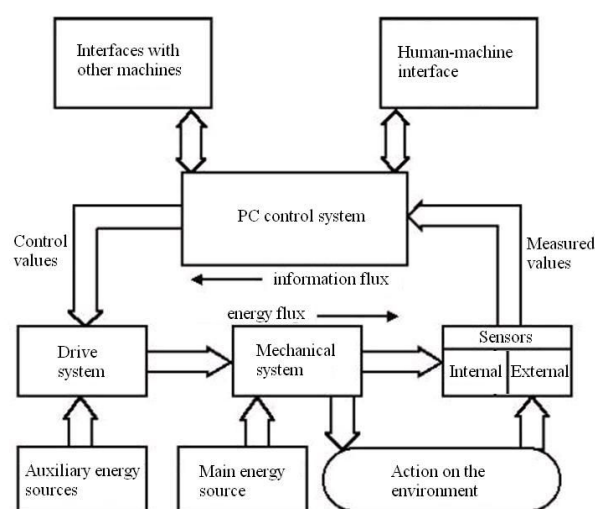 Interfaces with
other machines
Human-machine
interface
PC control system
Control
values
Measured
values
information flux
energy flux
Drive
system
Mechanical
system
Sensors
Internal
External
Auxiliary energy
sources
Main energy
source
Action on the
environment